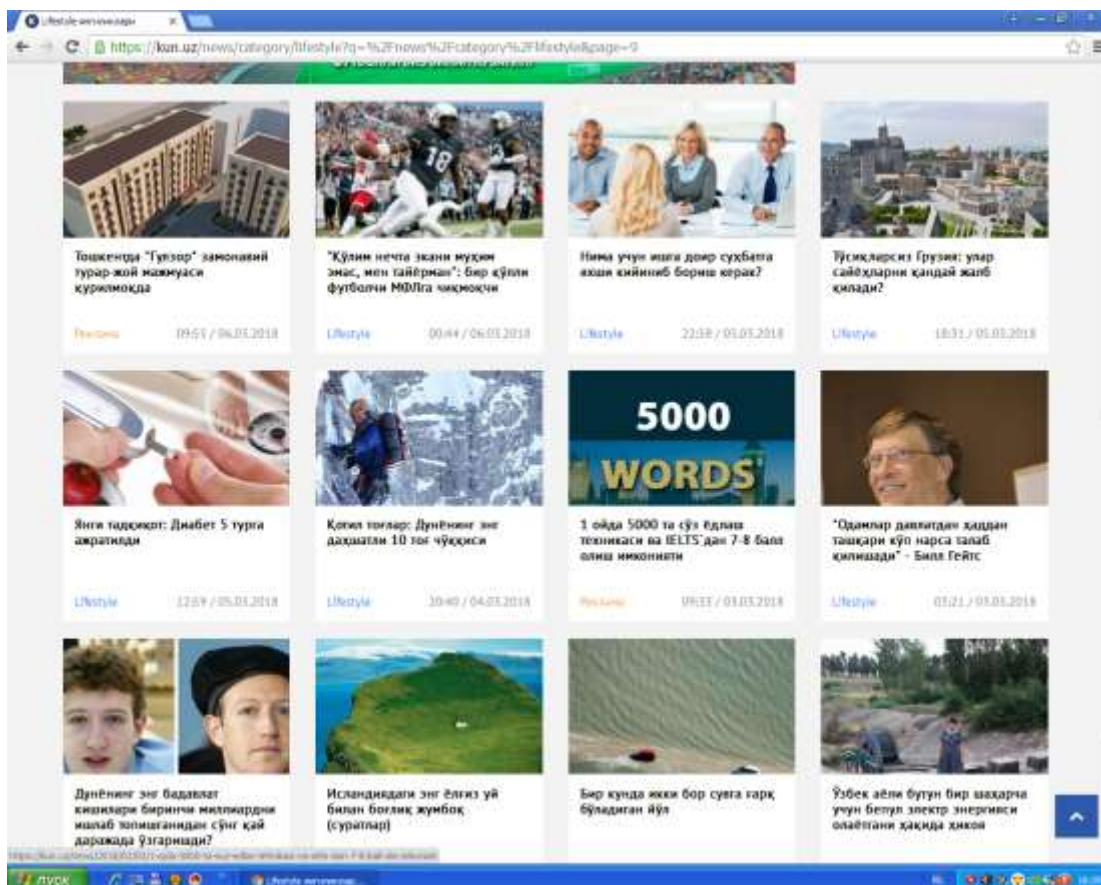 Lifestyle янгиликлари
https://kun.uz/news/category/lifestyle?q=%2Fnews%2Fcategory%2Flifestyle&page=9
Тошкентда "Гулзор" замонавий
турар-жой мажмуаси
қурилмоқда
Реклама 09:53 / 06.03.2018
"Қўлим нечта экани муҳим
эмас, мен тайёрман": бир қўлли
футболчи МФЛга чиқмоқчи
Lifestyle 00:44 / 06.03.2018
Нима учун ишга доир суҳбатга
яхши кийиниб бориш керак?
Lifestyle 22:58 / 05.03.2018
Тўсиқларсиз Грузия: улар
сайёҳларни қандай жалб
қилади?
Lifestyle 18:31 / 05.03.2018
18
Янги тадқиқот: Диабет 5 турга
ажратилди
Lifestyle 12:59 / 05.03.2018
Қотил тоғлар: Дунёнинг энг
даҳшатли 10 тоғ чўққиси
Lifestyle 20:40 / 04.03.2018
5000
WORDS
1 ойда 5000 та сўз ёдлаш
техникаси ва IELTS`дан 7-8 балл
олиш имконияти
Реклама 09:33 / 03.03.2018
"Одамлар давлатдан ҳаддан
ташқари кўп нарса талаб
қилишади" - Билл Гейтс
Lifestyle 03:21 / 03.03.2018
Дунёнинг энг бадавлат
кишилари биринчи миллиардни
ишлаб топишганидан сўнг қай
даражада ўзгаришди?
Исландиядаги энг ёлғиз уй
билан боғлиқ жумбоқ
(суратлар)
Бир кунда икки бор сувга ғарқ
бўладиган йўл
Ўзбек аёли бутун бир шаҳарча
учун бепул электр энергияси
олаётгани ҳақида ҳикоя
пуск
Lifestyle янгиликлар...